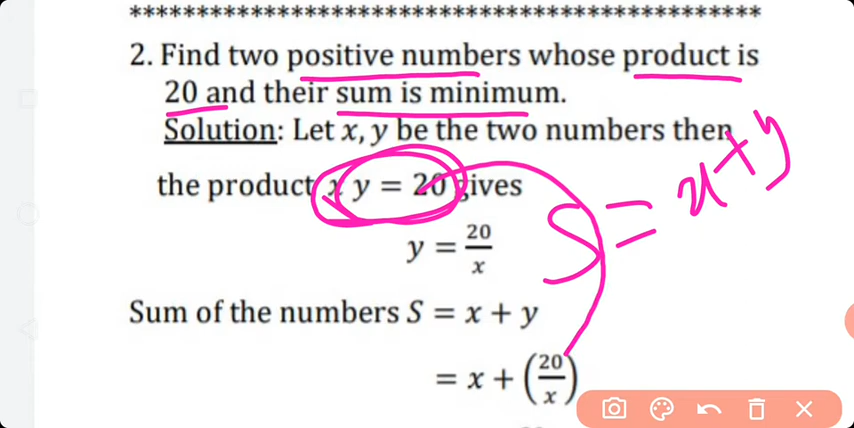 ************************************************
2. Find two positive numbers whose product is
20 and their sum is minimum.
Solution: Let x, y be the two numbers then
the product x y = 20 gives
y = 20/x
S = x + y
Sum of the numbers S = x + y
= x + (20/x)